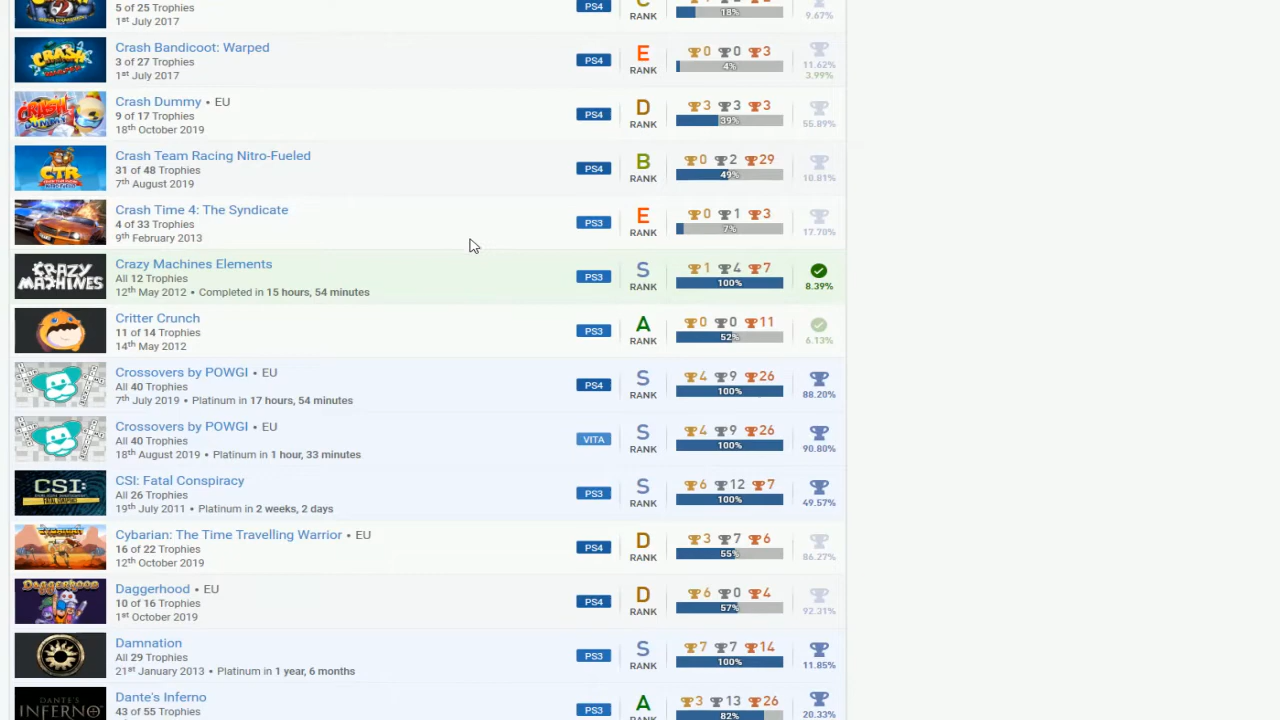 5 of 25 Trophies
1st July 2017
PS4
C
RANK
18%
9.67%
Crash Bandicoot: Warped
3 of 27 Trophies
1st July 2017
PS4
E
RANK
0 0 3
4%
11.62%
3.99%
CRASH DUMMY
Crash Dummy • EU
9 of 17 Trophies
18th October 2019
PS4
D
RANK
3 3 3
39%
55.89%
CTR
Crash Team Racing Nitro-Fueled
31 of 48 Trophies
7th August 2019
PS4
B
RANK
0 2 29
49%
10.81%
Crash Time 4: The Syndicate
4 of 33 Trophies
9th February 2013
PS3
E
RANK
0 1 3
7%
17.70%
CRAZY MACHINES
Crazy Machines Elements
All 12 Trophies
12th May 2012 • Completed in 15 hours, 54 minutes
PS3
S
RANK
1 4 7
100%
8.39%
Critter Crunch
11 of 14 Trophies
14th May 2012
PS3
A
RANK
0 0 11
52%
6.13%
Crossovers by POWGI • EU
All 40 Trophies
7th July 2019 • Platinum in 17 hours, 54 minutes
PS4
S
RANK
4 9 26
100%
88.20%
Crossovers by POWGI • EU
All 40 Trophies
18th August 2019 • Platinum in 1 hour, 33 minutes
VITA
S
RANK
4 9 26
100%
90.80%
CSI:
CSI: Fatal Conspiracy
All 26 Trophies
19th July 2011 • Platinum in 2 weeks, 2 days
PS3
S
RANK
6 12 7
100%
49.57%
Cybarian: The Time Travelling Warrior • EU
16 of 22 Trophies
October 2019
PS4
D
RANK
3 7 6
55%
86.27%
DAGGERHOOD
Daggerhood • EU
10 of 16 Trophies
1st October 2019
PS4
D
RANK
6 0 4
57%
92.31%
Damnation
All 29 Trophies
21st January 2013 • Platinum in 1 year, 6 months
PS3
S
RANK
7 7 14
100%
11.85%
DANTE'S
INFERNO
Dante's Inferno
43 of 55 Trophies
PS3
A
RANK
3 13 26
82%
20.33%